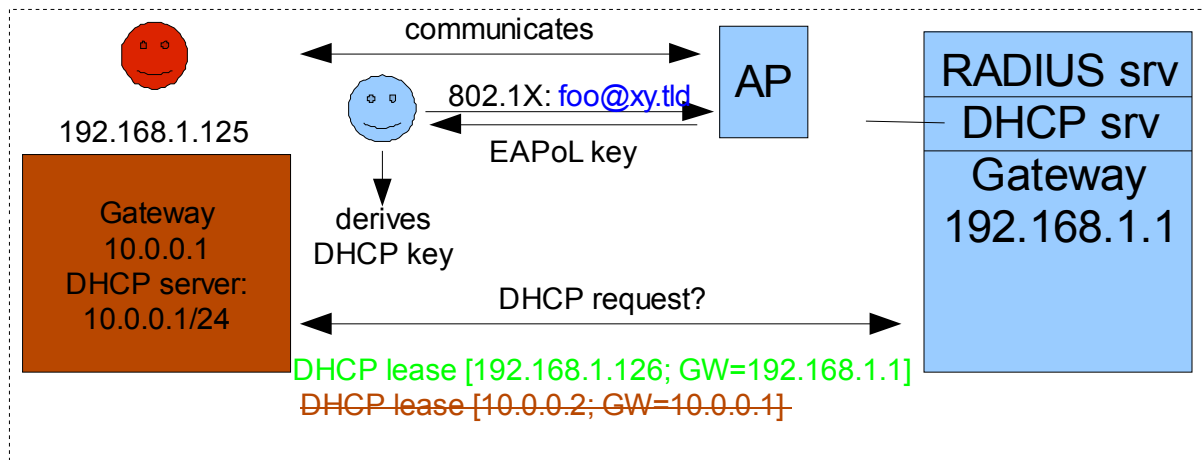 communicates
AP
RADIUS srv
802.1X: foo@xy.tld
DHCP srv
192.168.1.125
EAPoL key
Gateway
192.168.1.1
Gateway
10.0.0.1
DHCP server:
10.0.0.1/24
derives
DHCP key
DHCP request?
DHCP lease [192.168.1.126; GW=192.168.1.1]
DHCP lease [10.0.0.2; GW=10.0.0.1]